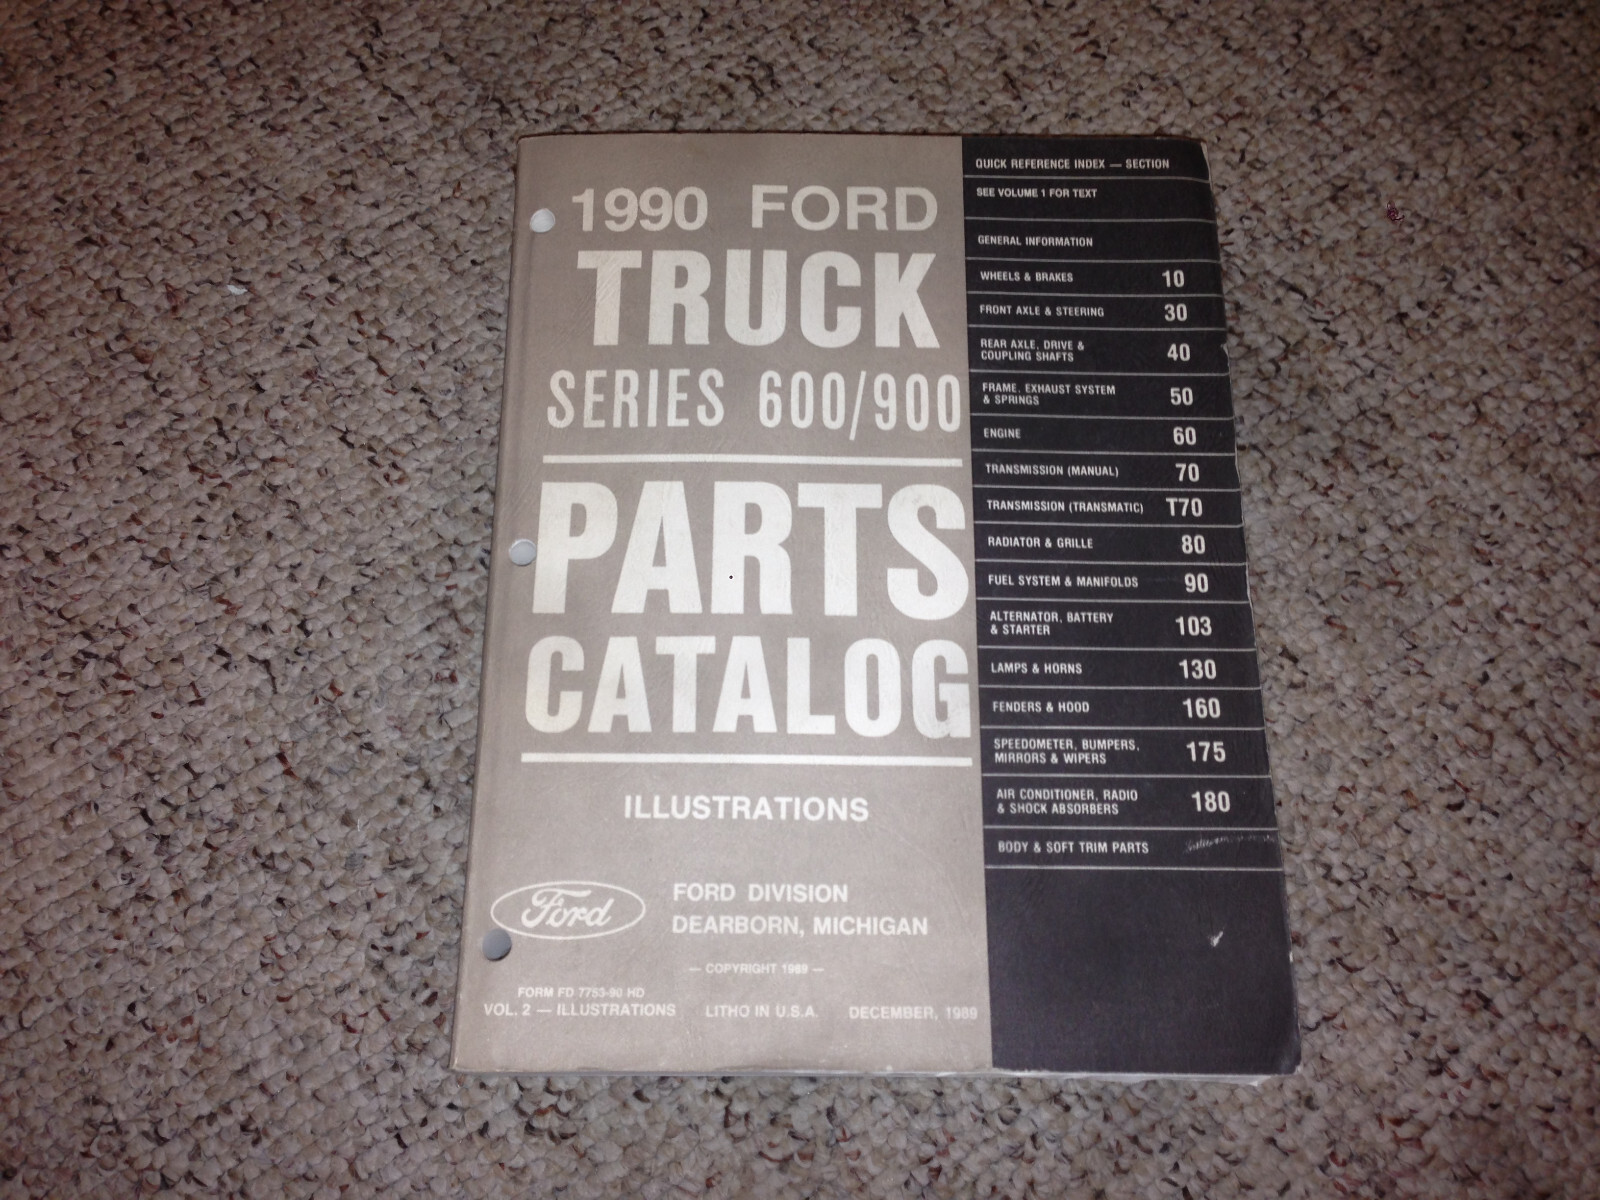 1990 FORD
TRUCK
SERIES 600/900
PARTS
CATALOG
ILLUSTRATIONS
Ford
FORD DIVISION
DEARBORN, MICHIGAN
— COPYRIGHT 1989 —
FORM FD 7753-90 HD
VOL. 2 — ILLUSTRATIONS LITHO IN U.S.A. DECEMBER, 1989
QUICK REFERENCE INDEX — SECTION
SEE VOLUME 1 FOR TEXT
GENERAL INFORMATION
WHEELS & BRAKES 10
FRONT AXLE & STEERING 30
REAR AXLE, DRIVE &
COUPLING SHAFTS 40
FRAME, EXHAUST SYSTEM
& SPRINGS 50
ENGINE 60
TRANSMISSION (MANUAL) 70
TRANSMISSION (TRANSMATIC) T70
RADIATOR & GRILLE 80
FUEL SYSTEM & MANIFOLDS 90
ALTERNATOR, BATTERY
& STARTER 103
LAMPS & HORNS 130
FENDERS & HOOD 160
SPEEDOMETER, BUMPERS,
MIRRORS & WIPERS 175
AIR CONDITIONER, RADIO
& SHOCK ABSORBERS 180
BODY & SOFT TRIM PARTS